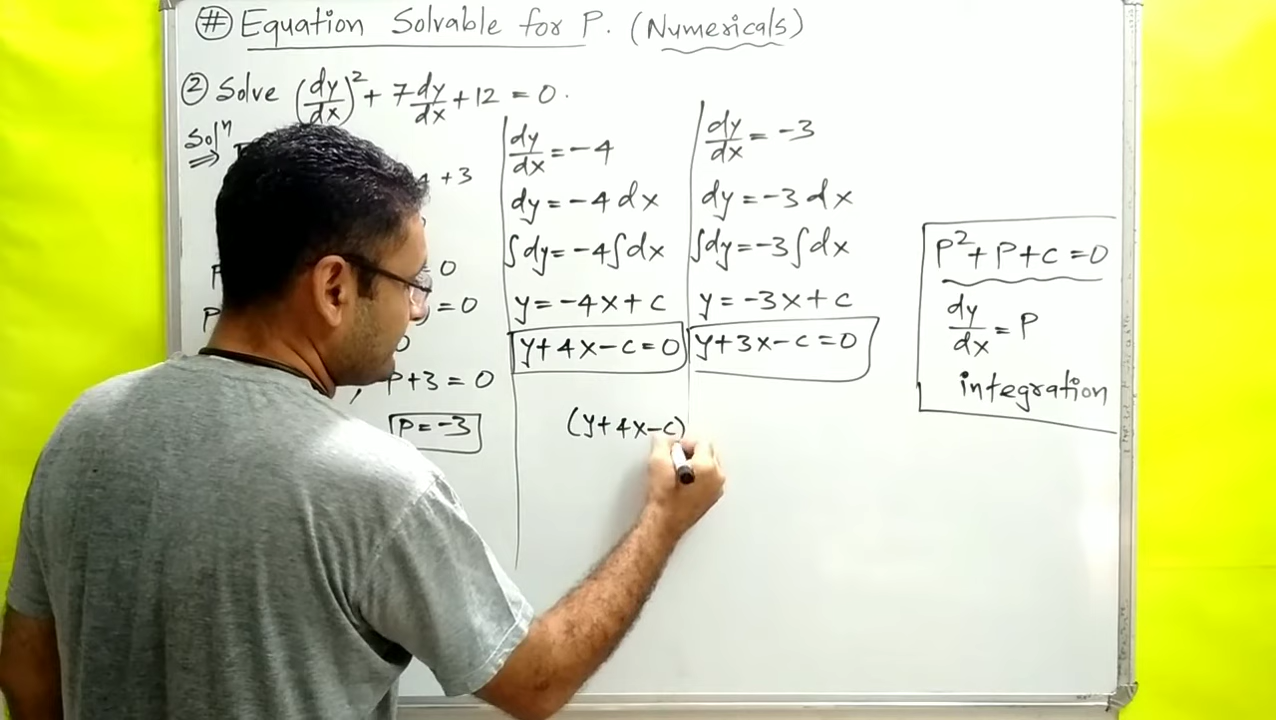 # Equation Solvable for P. (Numericals)
② Solve (dy/dx)² + 7 dy/dx + 12 = 0.
Solⁿ
⇒
+3
= 0
= 0
0
, P+3 = 0
P = -3
dy/dx = -4
dy = -4 dx
∫dy = -4∫dx
y = -4x + c
y+4x-c=0
dy/dx = -3
dy = -3 dx
∫dy = -3∫dx
y = -3x + c
y+3x-c=0
(y+4x-c)
P²+P+c=0
dy/dx = P
integration